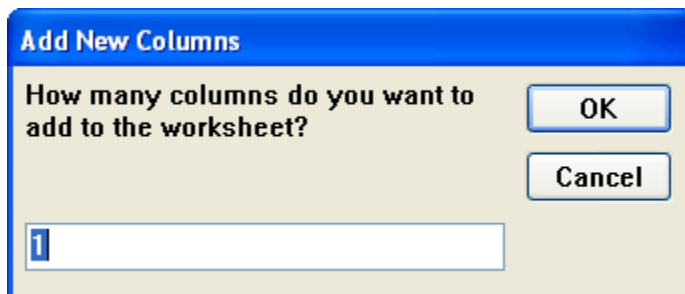 Add New Columns
How many columns do you want to
add to the worksheet?
OK
Cancel
1